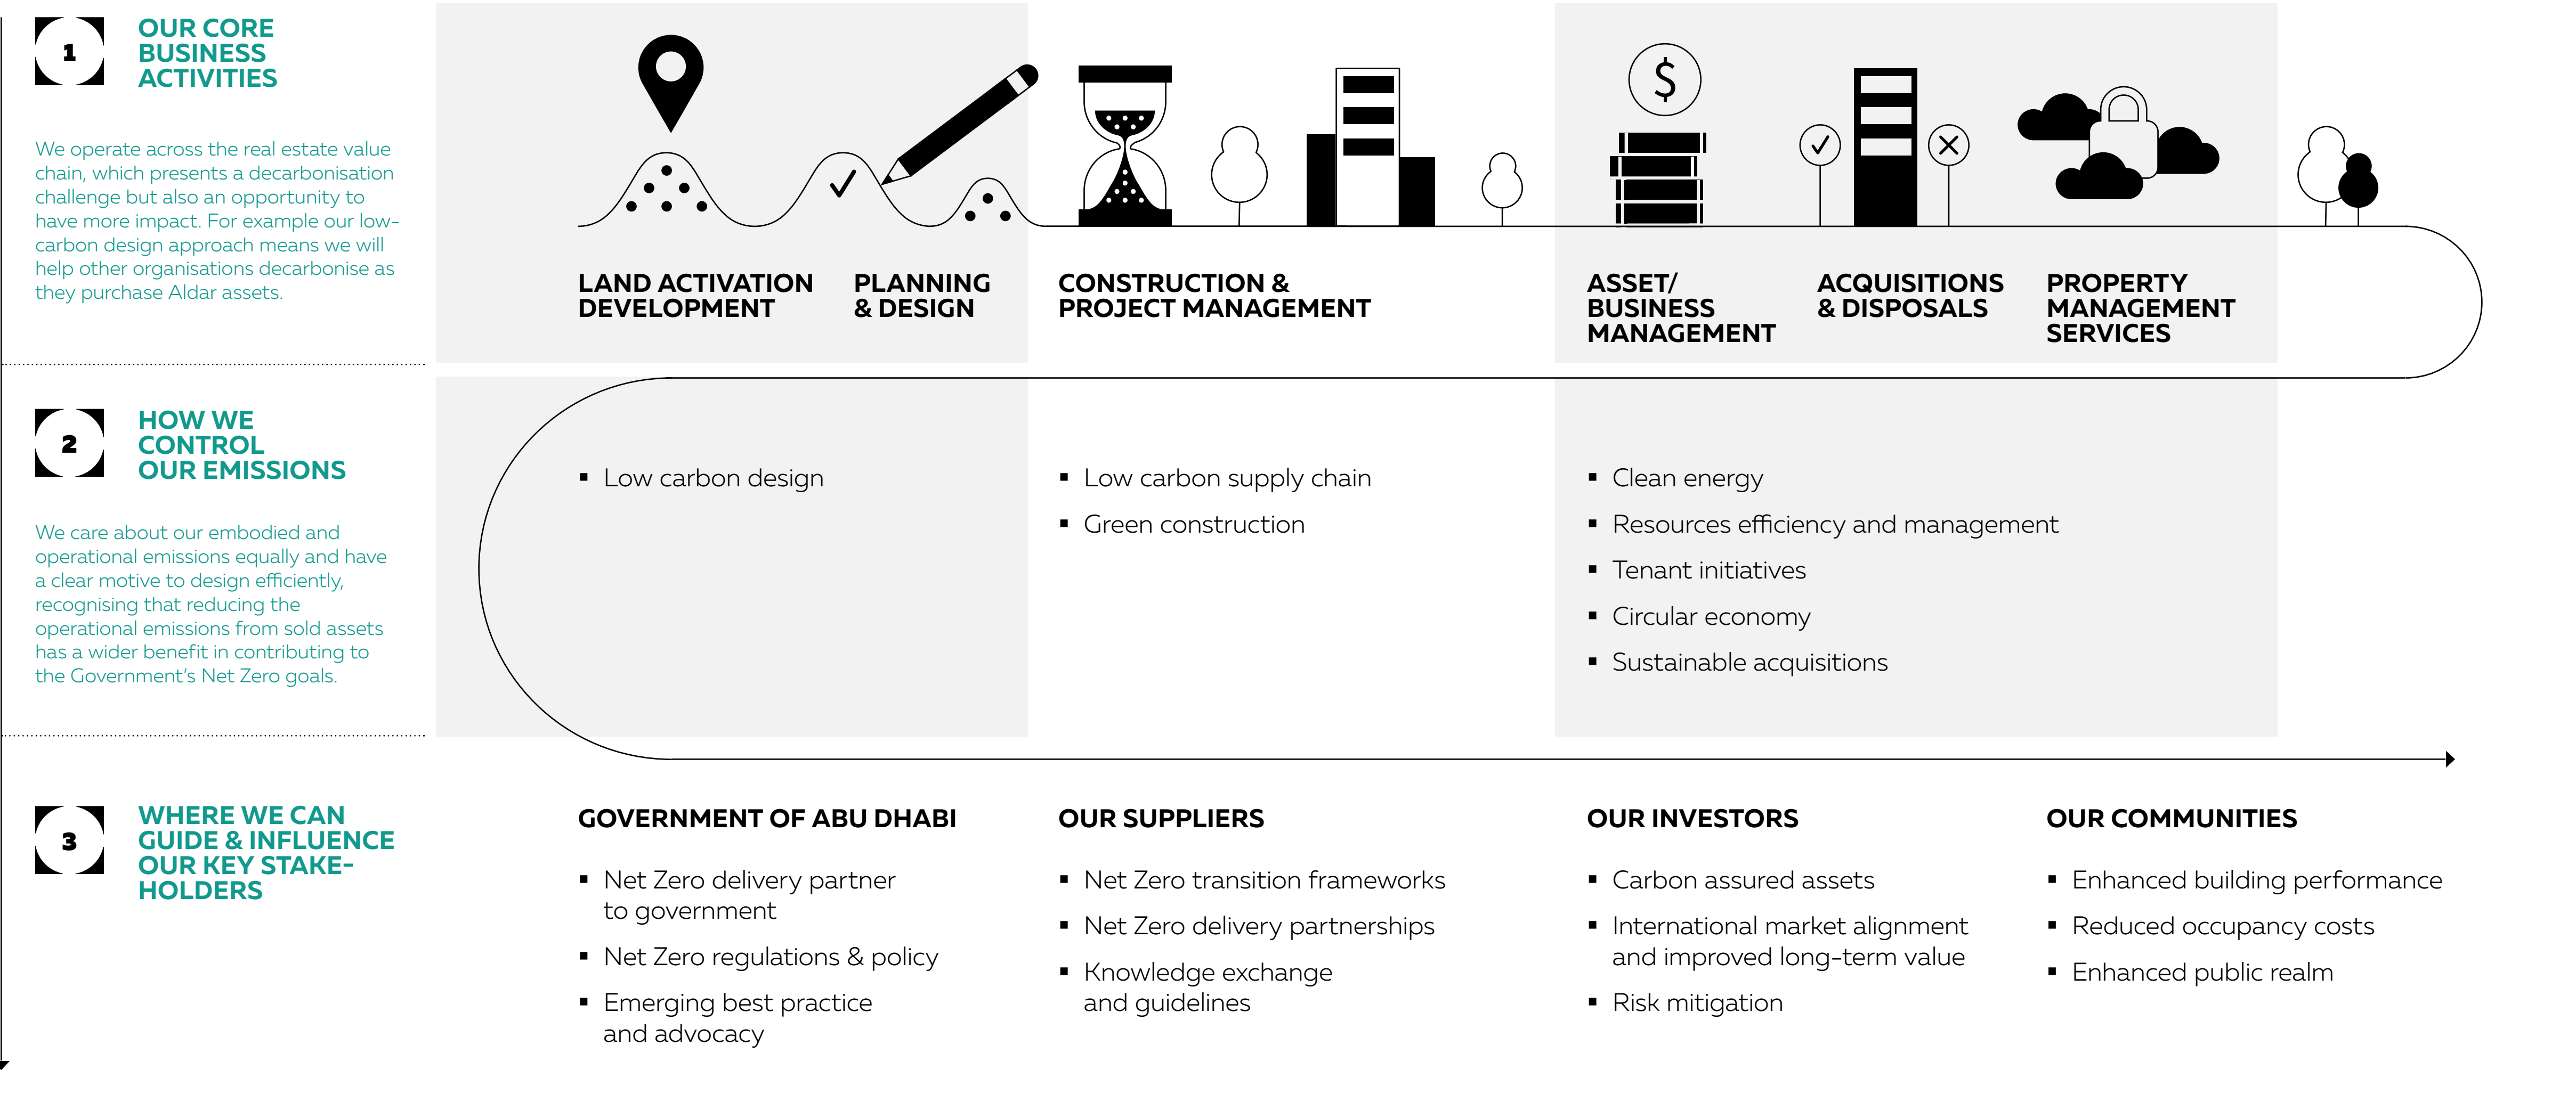 1
OUR CORE
BUSINESS
ACTIVITIES
We operate across the real estate value
chain, which presents a decarbonisation
challenge but also an opportunity to
have more impact. For example our low-
carbon design approach means we will
help other organisations decarbonise as
they purchase Aldar assets.
$
LAND ACTIVATION
DEVELOPMENT
PLANNING
& DESIGN
CONSTRUCTION &
PROJECT MANAGEMENT
ASSET/
BUSINESS
MANAGEMENT
ACQUISITIONS
& DISPOSALS
PROPERTY
MANAGEMENT
SERVICES
2
HOW WE
CONTROL
OUR EMISSIONS
We care about our embodied and
operational emissions equally and have
a clear motive to design efficiently,
recognising that reducing the
operational emissions from sold assets
has a wider benefit in contributing to
the Government's Net Zero goals.
▪ Low carbon design
▪ Low carbon supply chain
▪ Green construction
▪ Clean energy
▪ Resources efficiency and management
▪ Tenant initiatives
▪ Circular economy
▪ Sustainable acquisitions
3
WHERE WE CAN
GUIDE & INFLUENCE
OUR KEY STAKE-
HOLDERS
GOVERNMENT OF ABU DHABI
▪ Net Zero delivery partner
to government
▪ Net Zero regulations & policy
▪ Emerging best practice
and advocacy
OUR SUPPLIERS
▪ Net Zero transition frameworks
▪ Net Zero delivery partnerships
▪ Knowledge exchange
and guidelines
OUR INVESTORS
▪ Carbon assured assets
▪ International market alignment
and improved long-term value
▪ Risk mitigation
OUR COMMUNITIES
▪ Enhanced building performance
▪ Reduced occupancy costs
▪ Enhanced public realm